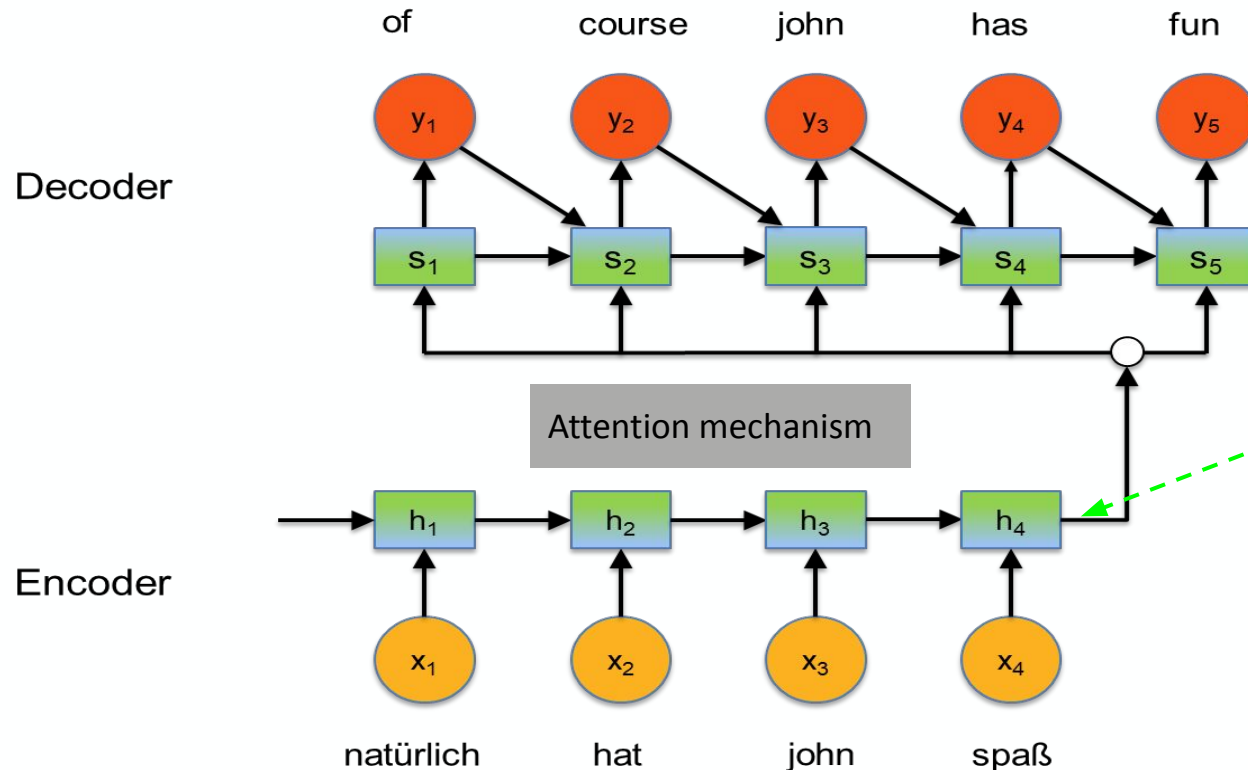 of course john has fun
y₁ y₂ y₃ y₄ y₅
Decoder
s₁ s₂ s₃ s₄ s₅
Attention mechanism
h₁ h₂ h₃ h₄
Encoder
x₁ x₂ x₃ x₄
natürlich hat john spaß